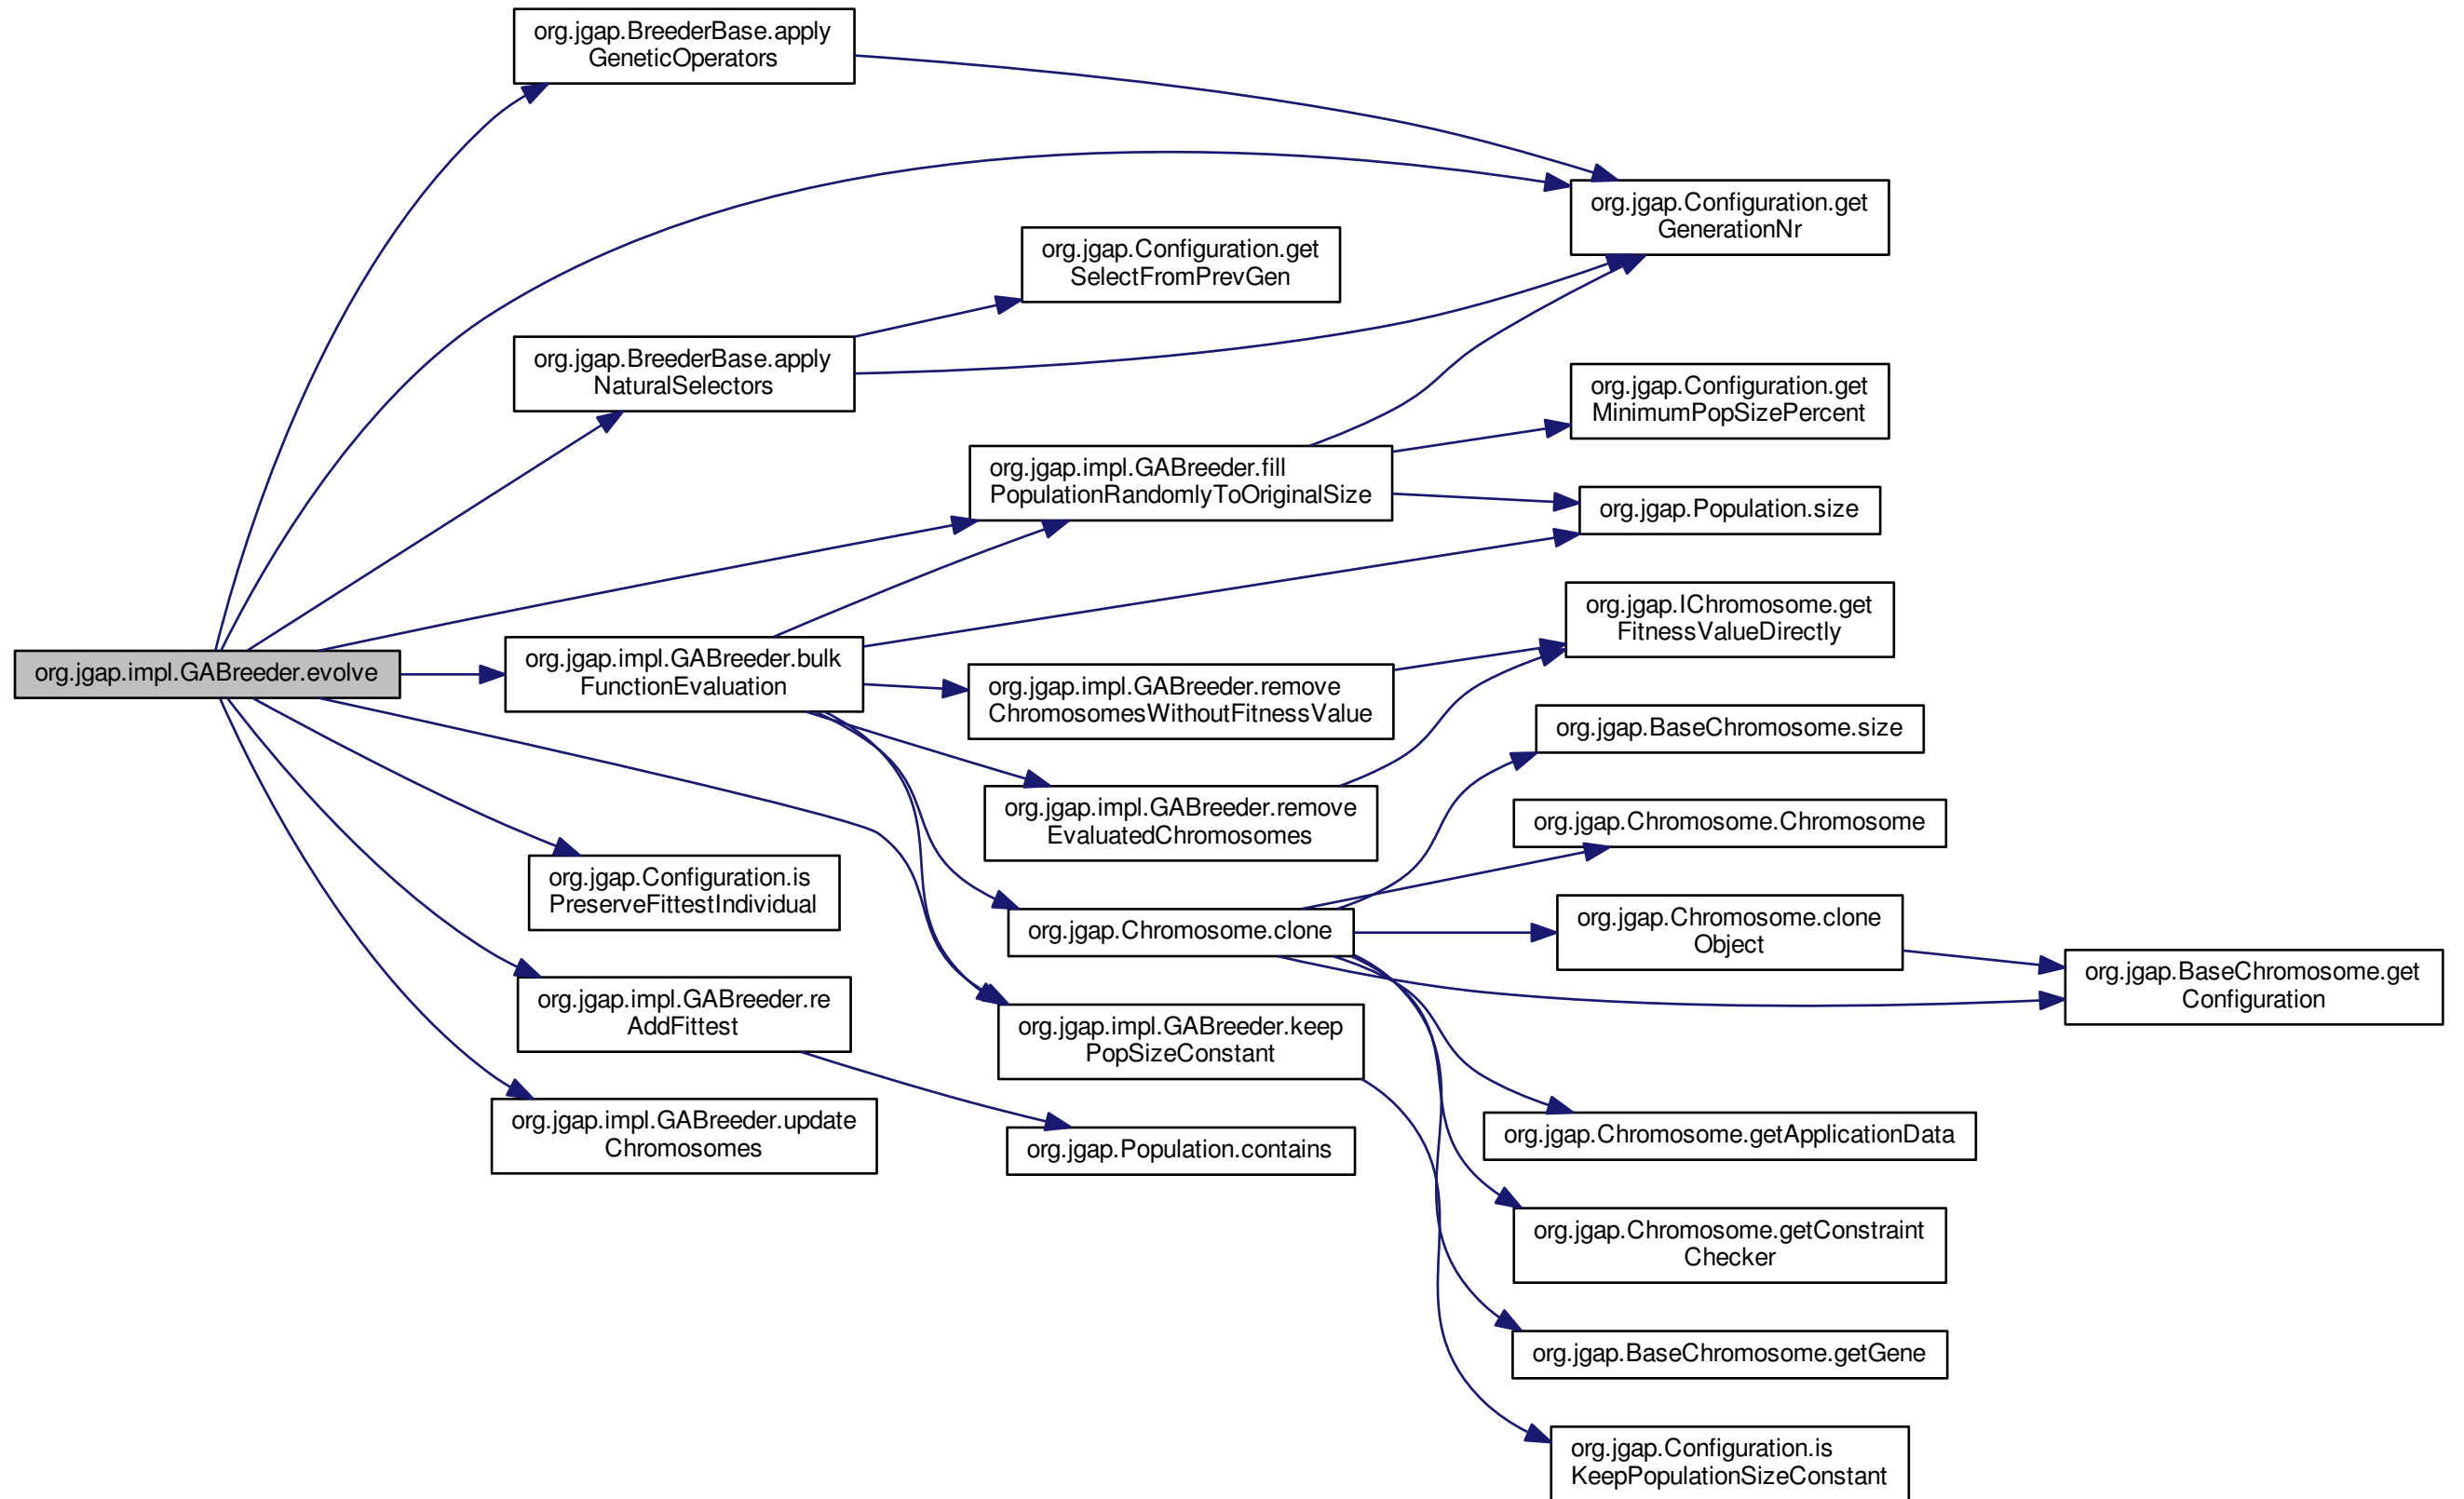 org.jgap.BreederBase.apply
GeneticOperators
org.jgap.Configuration.get
GenerationNr
org.jgap.Configuration.get
SelectFromPrevGen
org.jgap.BreederBase.apply
NaturalSelectors
org.jgap.Configuration.get
MinimumPopSizePercent
org.jgap.impl.GABreeder.fill
PopulationRandomlyToOriginalSize
org.jgap.Population.size
org.jgap.IChromosome.get
FitnessValueDirectly
org.jgap.impl.GABreeder.evolve
org.jgap.impl.GABreeder.bulk
FunctionEvaluation
org.jgap.impl.GABreeder.remove
ChromosomesWithoutFitnessValue
org.jgap.BaseChromosome.size
org.jgap.impl.GABreeder.remove
EvaluatedChromosomes
org.jgap.Chromosome.Chromosome
org.jgap.Configuration.is
PreserveFittestIndividual
org.jgap.Chromosome.clone
org.jgap.Chromosome.clone
Object
org.jgap.BaseChromosome.get
Configuration
org.jgap.impl.GABreeder.re
AddFittest
org.jgap.impl.GABreeder.keep
PopSizeConstant
org.jgap.impl.GABreeder.update
Chromosomes
org.jgap.Population.contains
org.jgap.Chromosome.getApplicationData
org.jgap.Chromosome.getConstraint
Checker
org.jgap.BaseChromosome.getGene
org.jgap.Configuration.is
KeepPopulationSizeConstant